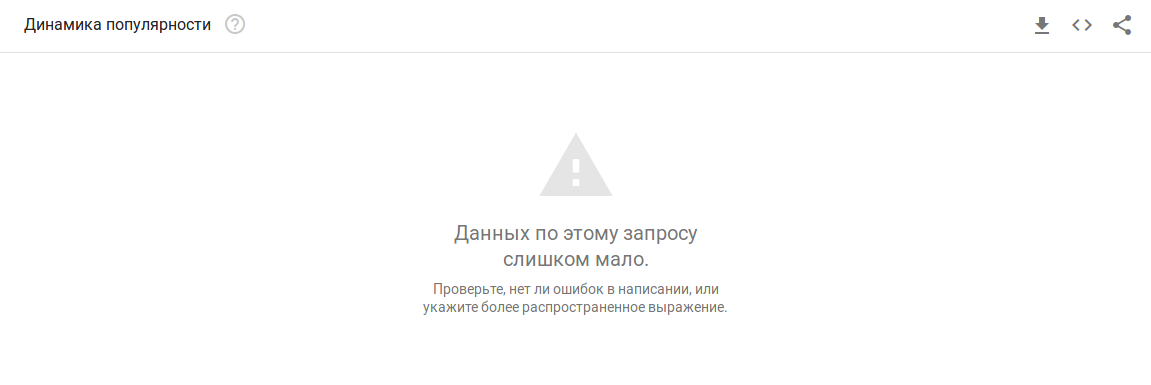 Динамика популярности
Данных по этому запросу
слишком мало.
Проверьте, нет ли ошибок в написании, или
укажите более распространенное выражение.